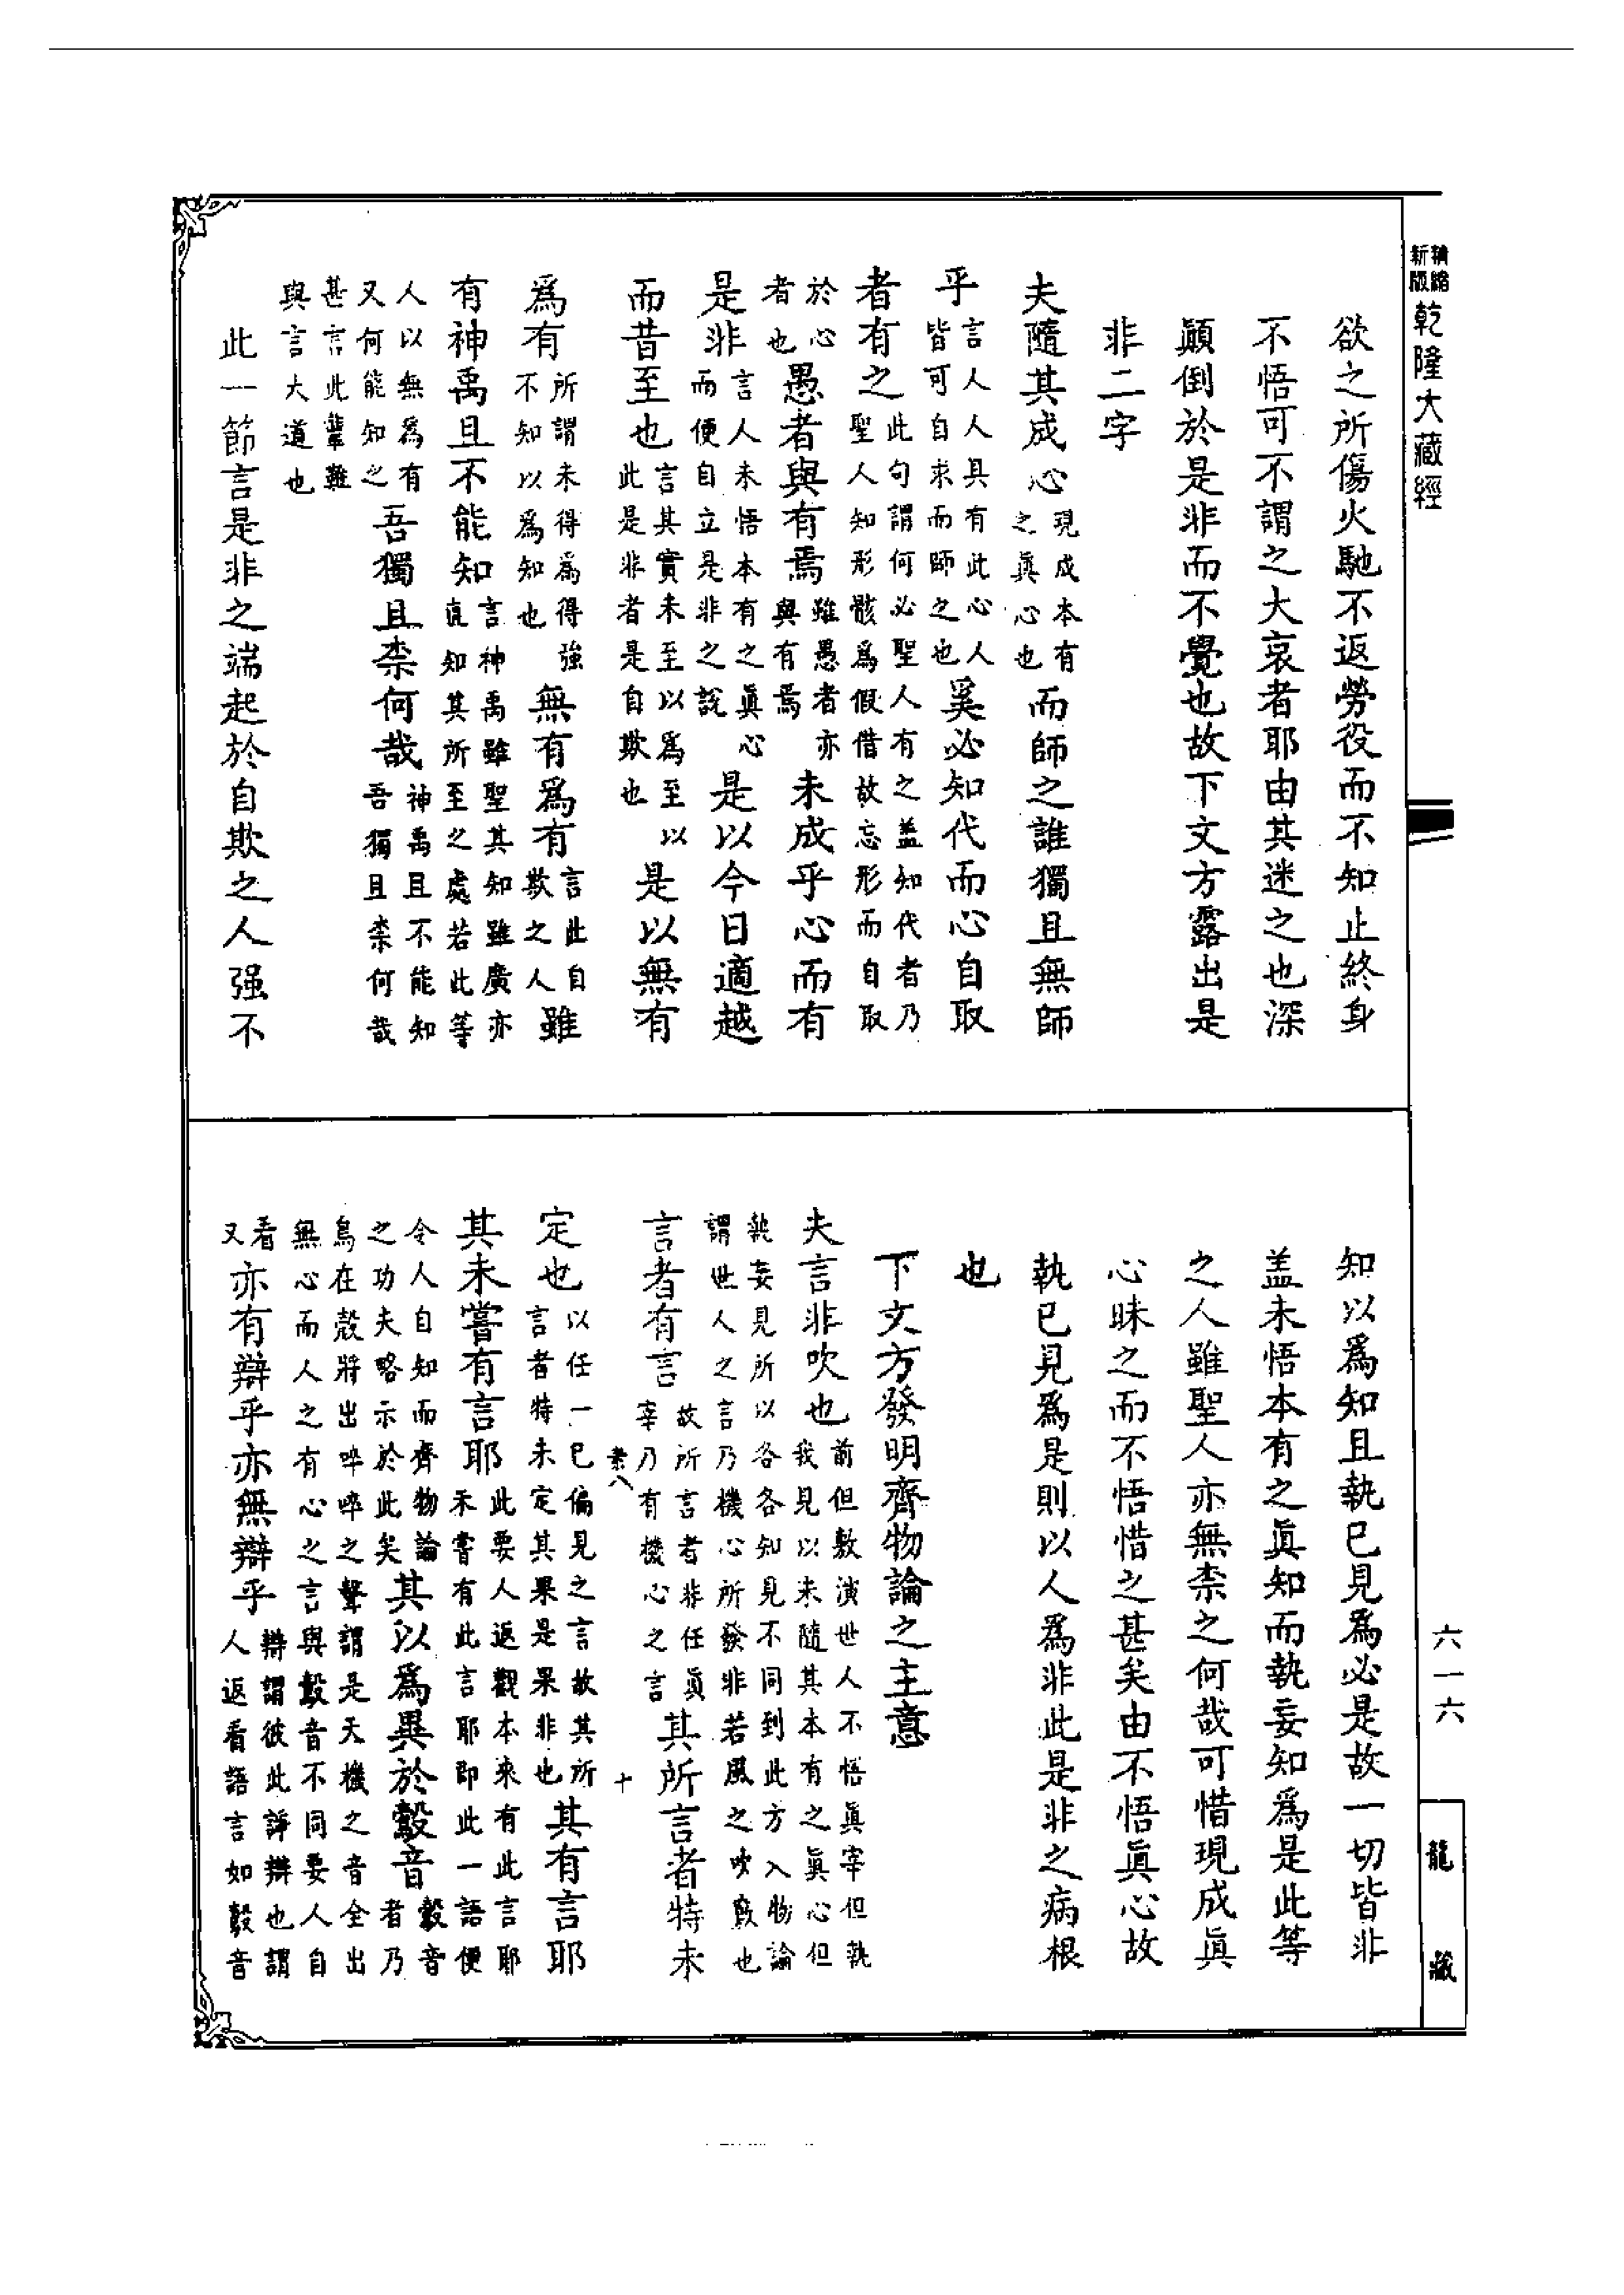 新版精縮乾隆大藏經
欲之所傷火馳不返勞役而不知止終身
不悟可不謂之大哀者耶由其迷之也深
顚倒於是非而不覺也故下文方露出是
非二字
夫隨其成心現成本有之眞心也而師之誰獨且無師
乎言人人具有此心人皆可自求而師之也奚必知代而心自取
者有之此句謂何必聖人有之盖知代者乃聖人知形骸爲假借故忘形而自取
於心者也愚者與有焉雖愚者亦與有焉未成乎心而有
是非言人未悟本有之眞心而便自立是非之說是以今日適越
而昔至也言其實未至以爲至以此是非者是自欺也是以無有
爲有所謂未得爲得強不知以爲知也無有爲有言此自欺之人雖
有神禹且不能知言神禹雖聖其知雖廣亦直知其所至之處若此等
人以無爲有又何能知之吾獨且柰何哉神禹且不能知吾獨且柰何哉
甚言此輩難與言大道也
此一節言是非之端起於自欺之人强不
知以爲知且執已見爲必是故一切皆非
盖未悟本有之眞知而執妄知爲是此等
之人雖聖人亦無柰之何哉可惜現成眞
心昧之而不悟惜之甚矣由不悟眞心故
執已見爲是則以人爲非此是非之病根
也
下文方發明齊物論之主意
夫言非吹也前但敷演世人不悟眞宰但執我見以未隨其本有之眞心但
執妄見所以各各知見不同到此方入物論謂世人之言乃機心所發非若風之吹竅也
言者有言故所言者非任眞宰乃有機心之言其所言者特未
業八 十
定也以任一已偏見之言故其所言者特未定其果是果非也其有言耶
其未嘗有言耶此要人返觀本來有此言耶未嘗有此言耶即此一語便
令人自知而齊物論之功夫略示於此矣其以爲異於鷇音鷇音者乃
鳥在殼將出啐啐之聲謂是天機之音全出無心而人之有心之言與鷇音不同要人自
看又亦有辯乎亦無辯乎辯謂彼此諍辯也謂人返看語言如鷇音
六一六
龍藏